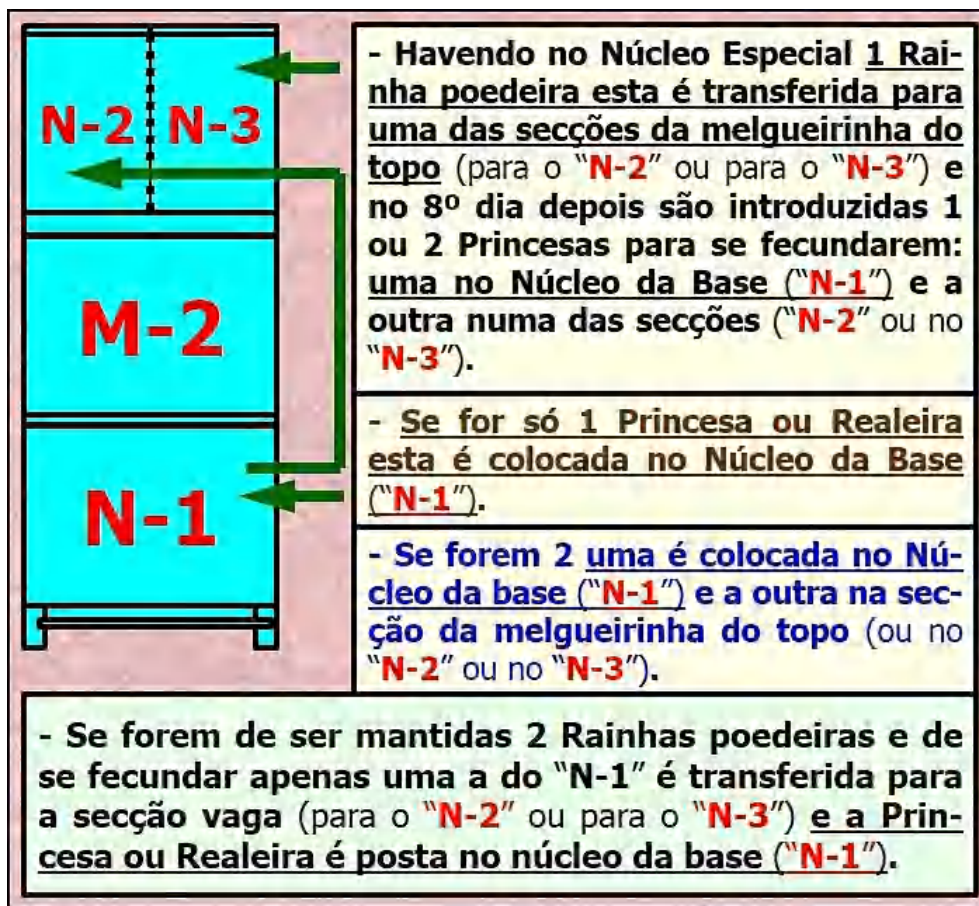 N-2 N-3
M-2
N-1
- Havendo no Núcleo Especial 1 Rai-
nha poedeira esta é transferida para
uma das secções da melgueirinha do
topo (para o “N-2” ou para o “N-3”) e
no 8º dia depois são introduzidas 1
ou 2 Princesas para se fecundarem:
uma no Núcleo da Base (“N-1”) e a
outra numa das secções (“N-2” ou no
“N-3”).
- Se for só 1 Princesa ou Realeira
esta é colocada no Núcleo da Base
(“N-1”).
- Se forem 2 uma é colocada no Nú-
cleo da base (“N-1”) e a outra na sec-
ção da melgueirinha do topo (ou no
“N-2” ou no “N-3”).
- Se forem de ser mantidas 2 Rainhas poedeiras e de
se fecundar apenas uma a do “N-1” é transferida para
a secção vaga (para o “N-2” ou para o “N-3”) e a Prin-
cesa ou Realeira é posta no núcleo da base (“N-1”).